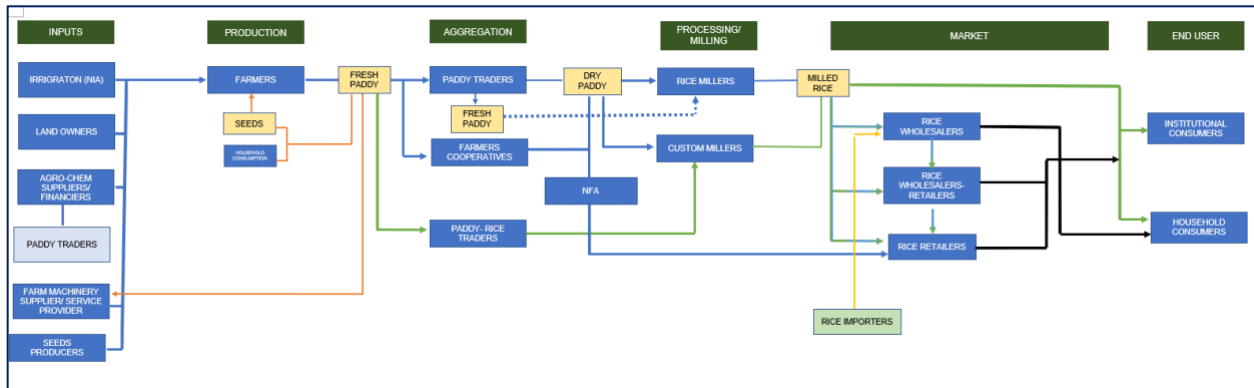 INPUTS
PRODUCTION
AGGREGATION
PROCESSING/
MILLING
MARKET
END USER
IRRIGRATON (NIA)
LAND OWNERS
AGRO-CHEM
SUPPLIERS/
FINANCIERS
PADDY TRADERS
FARM MACHINERY
SUPPLIER/ SERVICE
PROVIDER
SEEDS
PRODUCERS
FARMERS
SEEDS
HOUSEHOLD
CONSUMPTION
FRESH
PADDY
PADDY TRADERS
FRESH
PADDY
FARMERS
COOPERATIVES
PADDY- RICE
TRADERS
DRY
PADDY
NFA
RICE MILLERS
CUSTOM MILLERS
MILLED
RICE
RICE
WHOLESALERS
RICE
WHOLESALERS-
RETAILERS
RICE RETAILERS
RICE IMPORTERS
INSTITUTIONAL
CONSUMERS
HOUSEHOLD
CONSUMERS